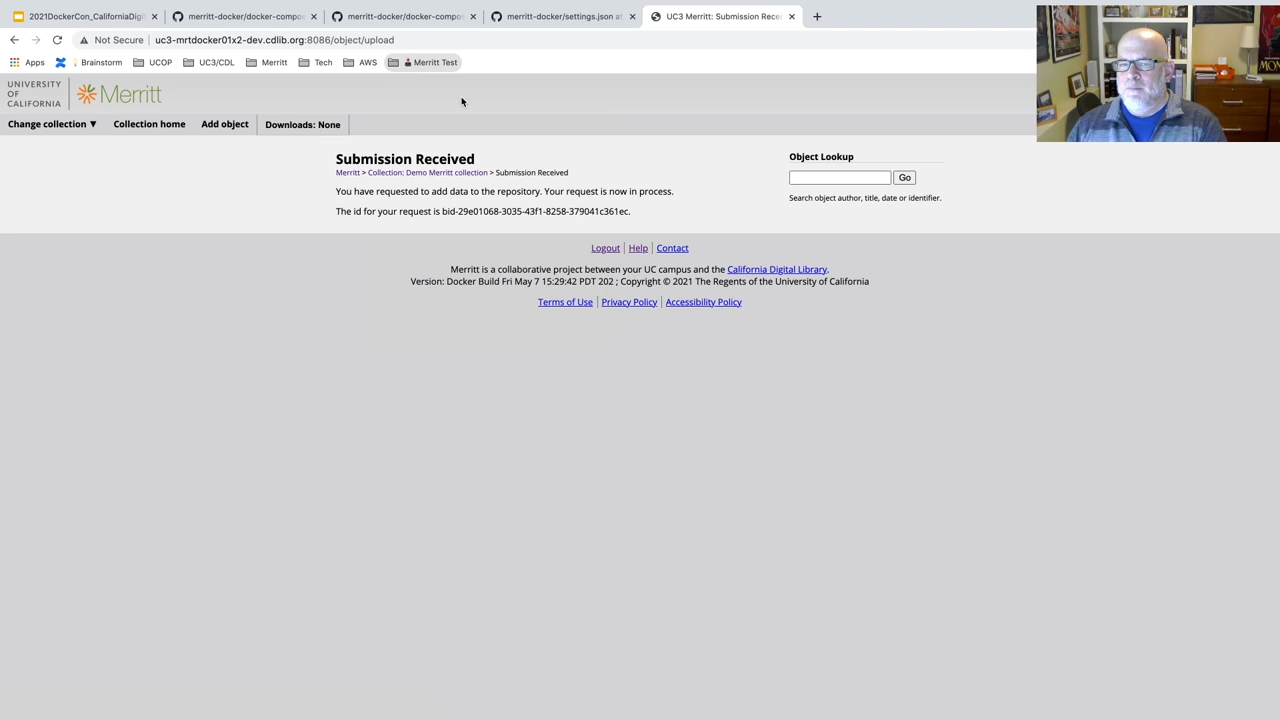 2021DockerCon_CaliforniaDigi
merritt-docker/docker-compos
merritt-docker/docker-compos
merritt-docker/settings.json at
UC3 Merritt: Submission Recei
Not Secure
uc3-mrtdocker01x2-dev.cdlib.org:8086/object/upload
Apps
Brainstorm
UCOP
UC3/CDL
Merritt
Tech
AWS
Merritt Test
UNIVERSITY
OF
CALIFORNIA
Merritt
Change collection ▼
Collection home
Add object
Downloads: None
Submission Received
Merritt > Collection: Demo Merritt collection > Submission Received
You have requested to add data to the repository. Your request is now in process.
The id for your request is bid-29e01068-3035-43f1-8258-379041c361ec.
Object Lookup
Go
Search object author, title, date or identifier.
Logout | Help | Contact
Merritt is a collaborative project between your UC campus and the California Digital Library.
Version: Docker Build Fri May 7 15:29:42 PDT 202 ; Copyright © 2021 The Regents of the University of California
Terms of Use | Privacy Policy | Accessibility Policy